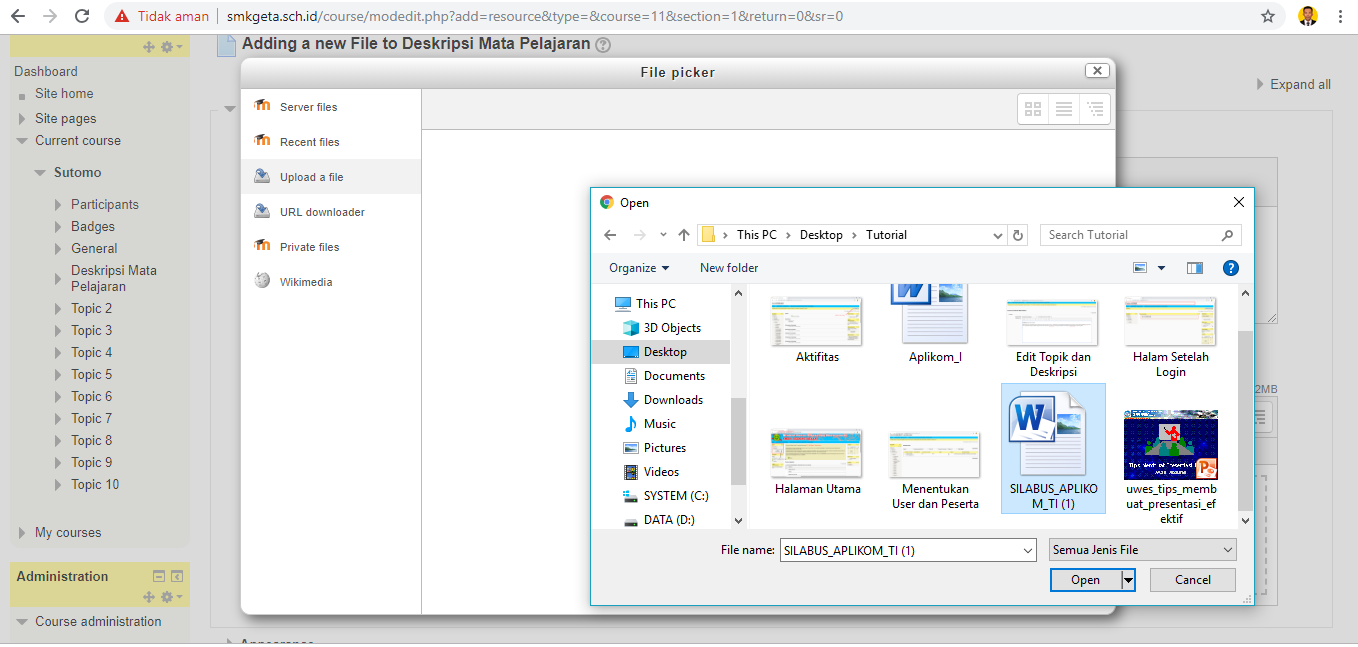 Tidak aman
smkgeta.sch.id/course/modedit.php?add=resource&type=&course=11&section=1&return=0&sr=0
Adding a new File to Deskripsi Mata Pelajaran
Expand all
Dashboard
Site home
Site pages
Current course
Sutomo
Participants
Badges
General
Deskripsi Mata
Pelajaran
Topic 2
Topic 3
Topic 4
Topic 5
Topic 6
Topic 7
Topic 8
Topic 9
Topic 10
My courses
Administration
Course administration
File picker
Server files
Recent files
Upload a file
URL downloader
Private files
Wikimedia
Open
This PC
Desktop
Tutorial
Search Tutorial
Organize
New folder
This PC
3D Objects
Desktop
Documents
Downloads
Music
Pictures
Videos
SYSTEM (C:)
DATA (D:)
Aktifitas
Aplikom_I
Edit Topik dan
Deskripsi
Halam Setelah
Login
Halaman Utama
Menentukan
User dan Peserta
SILABUS_APLIKO
M_TI (1)
uwes_tips_memb
uat_presentasi_ef
ektif
File name:
SILABUS_APLIKOM_TI (1)
Semua Jenis File
Open
Cancel
2MB